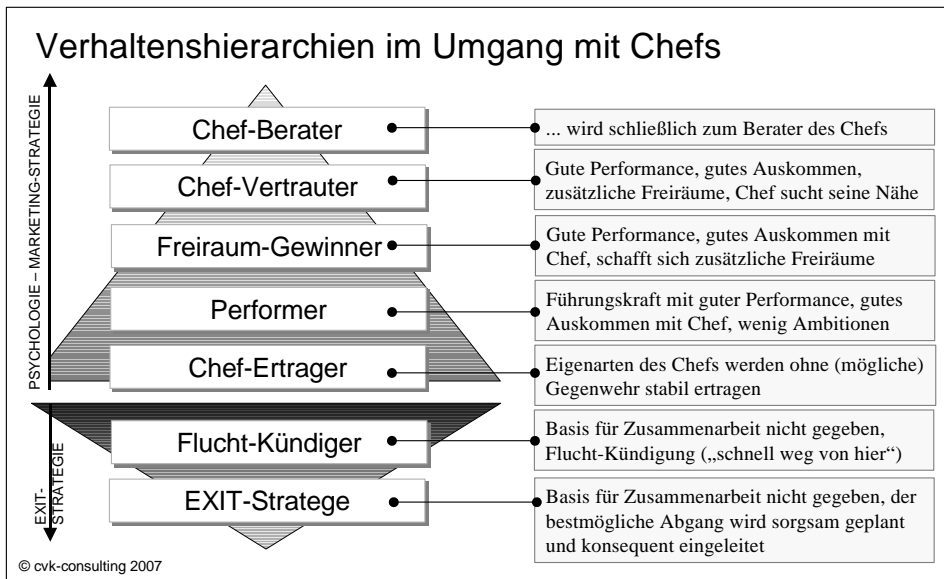 Verhaltenshierarchien im Umgang mit Chefs
PSYCHOLOGIE – MARKETING-STRATEGIE
Chef-Berater
... wird schließlich zum Berater des Chefs
Chef-Vertrauter
Gute Performance, gutes Auskommen,
zusätzliche Freiräume, Chef sucht seine Nähe
Freiraum-Gewinner
Gute Performance, gutes Auskommen mit
Chef, schafft sich zusätzliche Freiräume
Performer
Führungskraft mit guter Performance, gutes
Auskommen mit Chef, wenig Ambitionen
Chef-Ertrager
Eigenarten des Chefs werden ohne (mögliche)
Gegenwehr stabil ertragen
EXIT-
STRATEGIE
Flucht-Kündiger
Basis für Zusammenarbeit nicht gegeben,
Flucht-Kündigung („schnell weg von hier“)
EXIT-Stratege
Basis für Zusammenarbeit nicht gegeben, der
bestmögliche Abgang wird sorgsam geplant
und konsequent eingeleitet
© cvk-consulting 2007